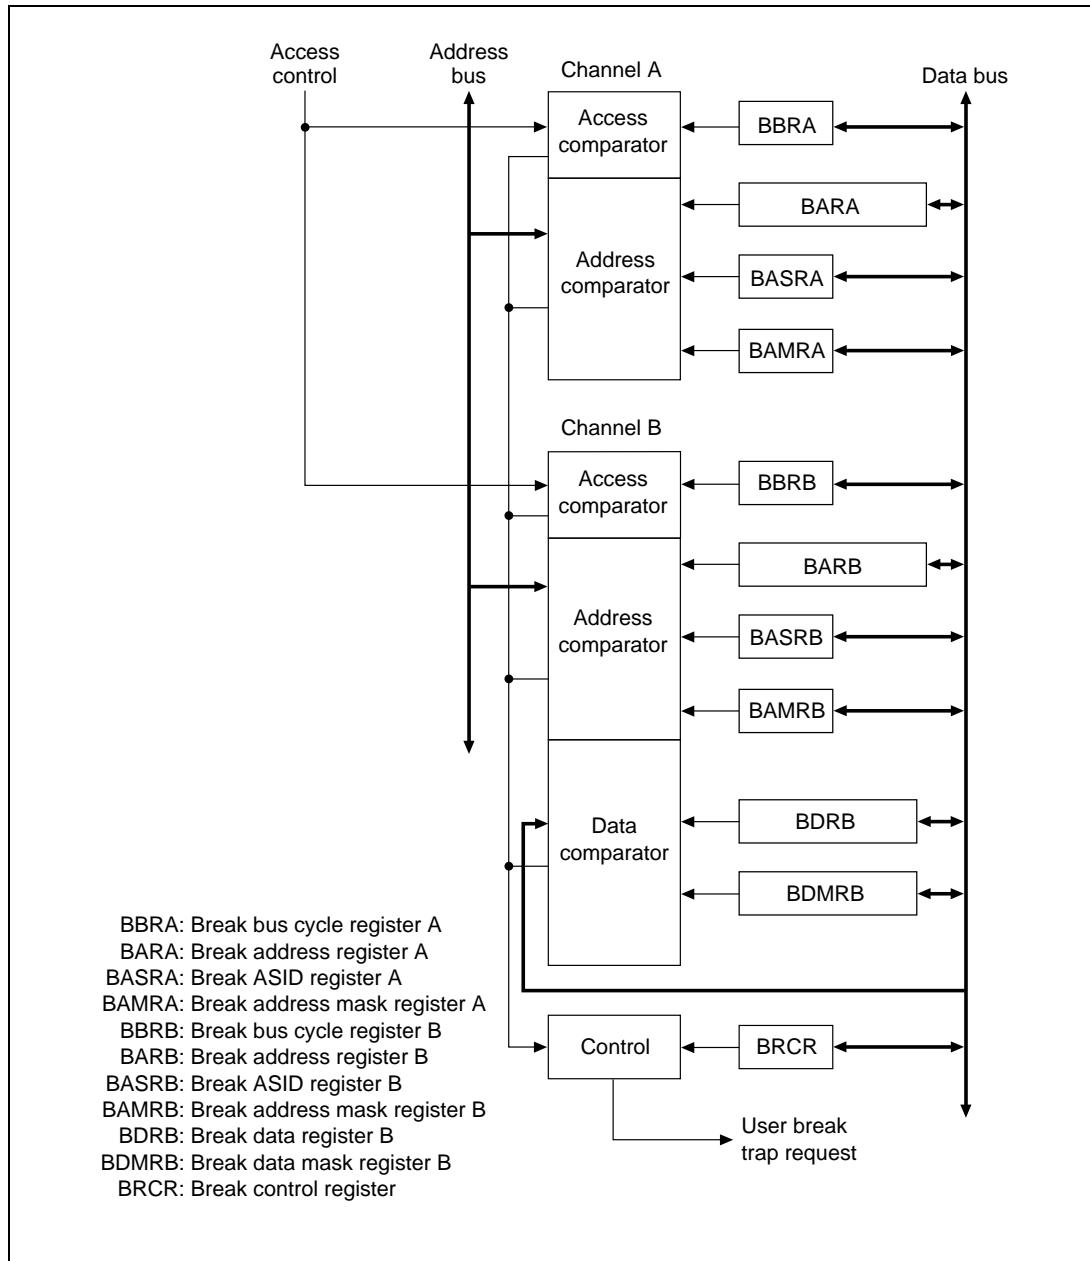 Access
control
Address
bus
Channel A
Data bus
Access
comparator
BBRA
BARA
Address
comparator
BASRA
BAMRA
Channel B
Access
comparator
BBRB
BARB
Address
comparator
BASRB
BAMRB
Data
comparator
BDRB
BDMRB
BBRA: Break bus cycle register A
BARA: Break address register A
BASRA: Break ASID register A
BAMRA: Break address mask register A
BBRB: Break bus cycle register B
BARB: Break address register B
BASRB: Break ASID register B
BAMRB: Break address mask register B
BDRB: Break data register B
BDMRB: Break data mask register B
BRCR: Break control register
Control
BRCR
User break
trap request